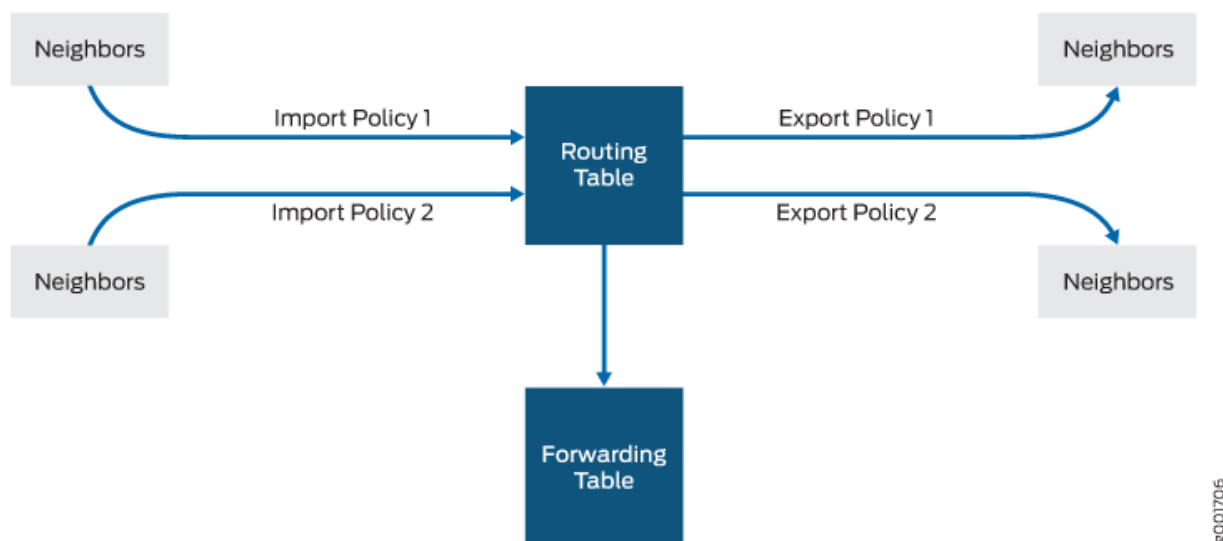 Neighbors
Neighbors
Import Policy 1
Export Policy 1
Routing
Table
Import Policy 2
Export Policy 2
Neighbors
Neighbors
Forwarding
Table
g001706